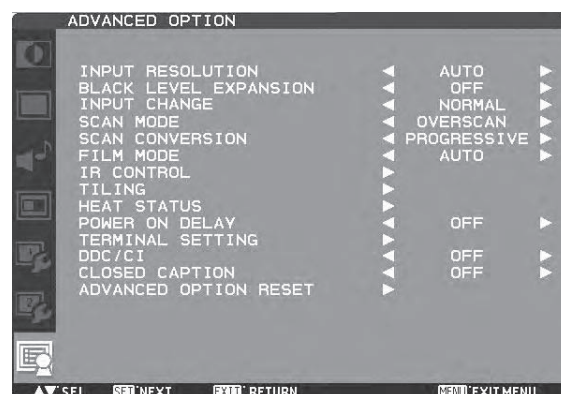 ADVANCED OPTION
INPUT RESOLUTION ◀ AUTO ▶
BLACK LEVEL EXPANSION ◀ OFF ▶
INPUT CHANGE ◀ NORMAL ▶
SCAN MODE ◀ OVERSCAN ▶
SCAN CONVERSION ◀ PROGRESSIVE ▶
FILM MODE ◀ AUTO ▶
IR CONTROL ▶
TILING ▶
HEAT STATUS ▶
POWER ON DELAY ◀ OFF ▶
TERMINAL SETTING ▶
DDC/CI ◀ OFF ▶
CLOSED CAPTION ◀ OFF ▶
ADVANCED OPTION RESET ▶
▲▼:SEL SET:NEXT EXIT:RETURN MENU:EXIT MENU